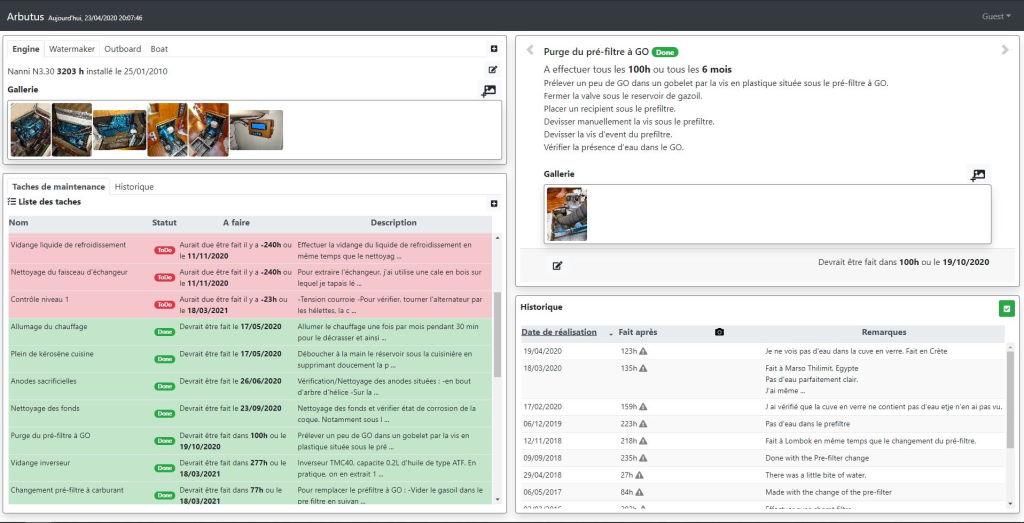 Arbutus Aujourd'hui, 23/04/2020 20:07:46
Guest
Engine Watermaker Outboard Boat
Nanni N3.30 3203 h installé le 25/01/2010
Gallerie
Taches de maintenance Historique
Liste des taches
Nom Statut A faire Description
Vidange liquide de refroidissement ToDo Aurait due être fait il y a -240h ou le 11/11/2020 Effectuer la vidange du liquide de refroidissement en même temps que le nettoyag ...
Nettoyage du faisceau d'échangeur ToDo Aurait due être fait il y a -240h ou le 11/11/2020 Pour extraire l'échangeur, j'ai utilise une cale en bois sur lequel je tapais lé ...
Contrôle niveau 1 ToDo Aurait due être fait il y a -23h ou le 18/03/2021 -Tension courroie -Pour vérifier, tourner l'alternateur par les hélettes, la c ...
Allumage du chauffage Done Devrait être fait le 17/05/2020 Allumer le chauffage une fois par mois pendant 30 min pour le décrasser et ainsi ...
Plein de kérosène cuisine Done Devrait être fait le 17/05/2020 Déboucher à la main le réservoir sous la cuisinière en supprimant doucement la p ...
Anodes sacrificielles Done Devrait être fait le 26/06/2020 Vérification/Nettoyage des anodes situées : -en bout d'arbre d'hélice -Sur la ...
Nettoyage des fonds Done Devrait être fait le 23/09/2020 Nettoyage des fonds et vérifier état de corrosion de la coque. Notamment sous l ...
Purge du pré-filtre à GO Done Devrait être fait dans 100h ou le 19/10/2020 Prélever un peu de GO dans un gobelet par la vis en plastique située sous le pré ...
Vidange inverseur Done Devrait être fait dans 277h ou le 18/03/2021 Inverseur TMC40, capacite 0.2L d'huile de type ATF. En pratique, on en extrait 1 ...
Changement pré-filtre à carburant Done Devrait être fait dans 77h ou le 18/03/2021 Pour remplacer le préfiltre à GO : -Vider le gasoil dans le pre filtre en suivan ...
Purge du pré-filtre à GO Done
A effectuer tous les 100h ou tous les 6 mois
Prélever un peu de GO dans un gobelet par la vis en plastique située sous le pré-filtre à GO.
Fermer la valve sous le reservoir de gazoil.
Placer un recipient sous le prefiltre.
Devisser manuellement la vis sous le prefiltre.
Devisser la vis d'event du prefiltre.
Vérifier la présence d'eau dans le GO.
Gallerie
Devrait être fait dans 100h ou le 19/10/2020
Historique
Date de réalisation Fait après Remarques
19/04/2020 123h Je ne vois pas d'eau dans la cuve en verre. Fait en Crète
18/03/2020 135h Fait à Marso Thilimit. Egypte
Pas d'eau parfaitement clair.
J'ai même ...
17/02/2020 159h J ai vérifié que la cuve en verre ne contient pas d'eau etje n'en ai pas vu.
06/12/2019 223h Pas d'eau dans le prefiltre
12/11/2018 218h Fait à Lombok en même temps que le changement du pré-filtre.
09/09/2018 235h Done with the Pre-filter change
29/04/2018 27h There was a little bite of water.
06/05/2017 84h Made with the change of the pre-filter